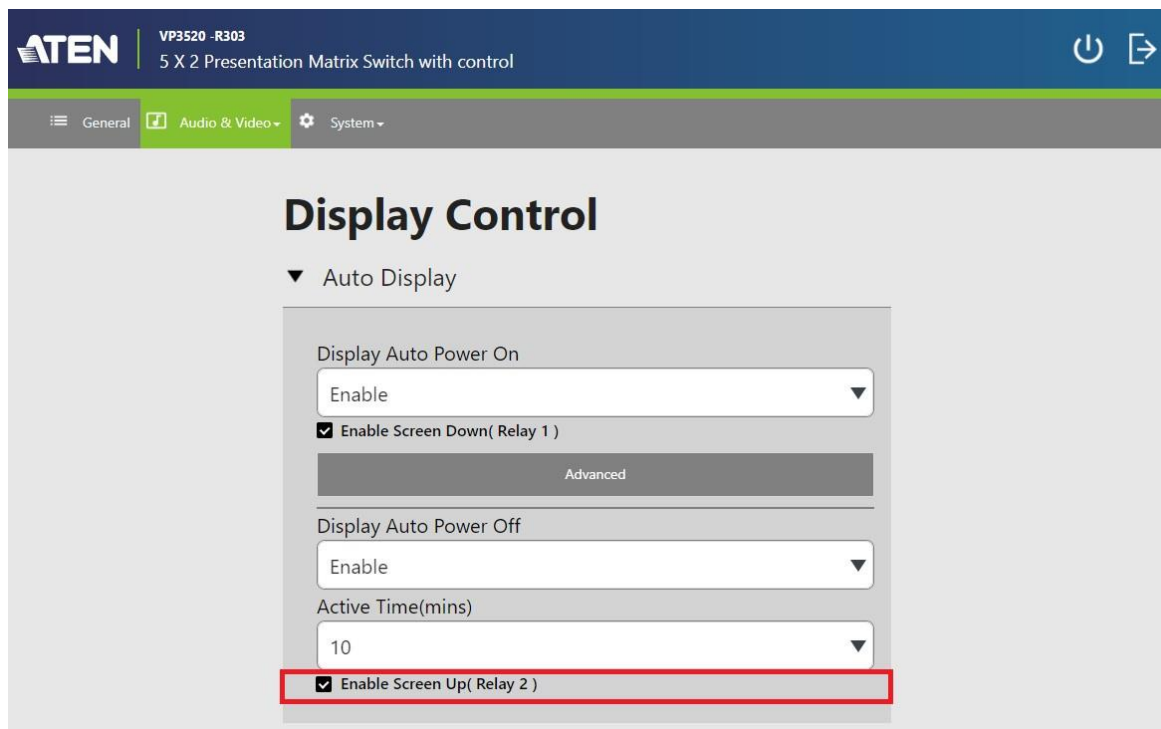 ATEN
VP3520 -R303
5 X 2 Presentation Matrix Switch with control
General Audio & Video System
Display Control
Auto Display
Display Auto Power On
Enable
Enable Screen Down( Relay 1 )
Advanced
Display Auto Power Off
Enable
Active Time(mins)
10
Enable Screen Up( Relay 2 )